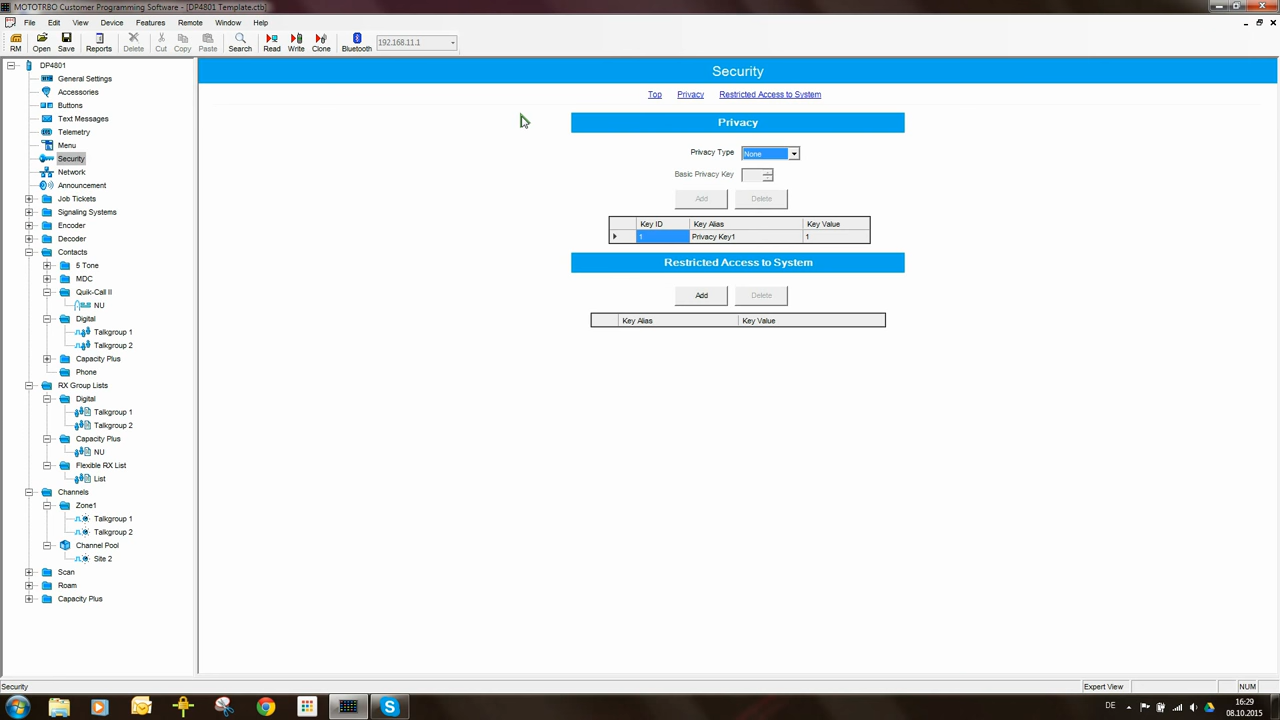 MOTOTRBO Customer Programming Software - [DP4801 Template.ctb]
File Edit View Device Features Remote Window Help
RM Open Save Reports Delete Cut Copy Paste Search Read Write Clone Bluetooth 192.168.11.1
DP4801
General Settings
Accessories
Buttons
Text Messages
Telemetry
Menu
Security
Network
Announcement
Job Tickets
Signaling Systems
Encoder
Decoder
Contacts
5 Tone
MDC
Quik-Call II
NU
Digital
Talkgroup 1
Talkgroup 2
Capacity Plus
Phone
RX Group Lists
Digital
Talkgroup 1
Talkgroup 2
Capacity Plus
NU
Flexible RX List
List
Channels
Zone1
Talkgroup 1
Talkgroup 2
Channel Pool
Site 2
Scan
Roam
Capacity Plus
Security
Top Privacy Restricted Access to System
Privacy
Privacy Type None
Basic Privacy Key
Add Delete
Key ID Key Alias Key Value
1 Privacy Key1 1
Restricted Access to System
Add Delete
Key Alias Key Value
Security Expert View NUM
DE 16:29
08.10.2015